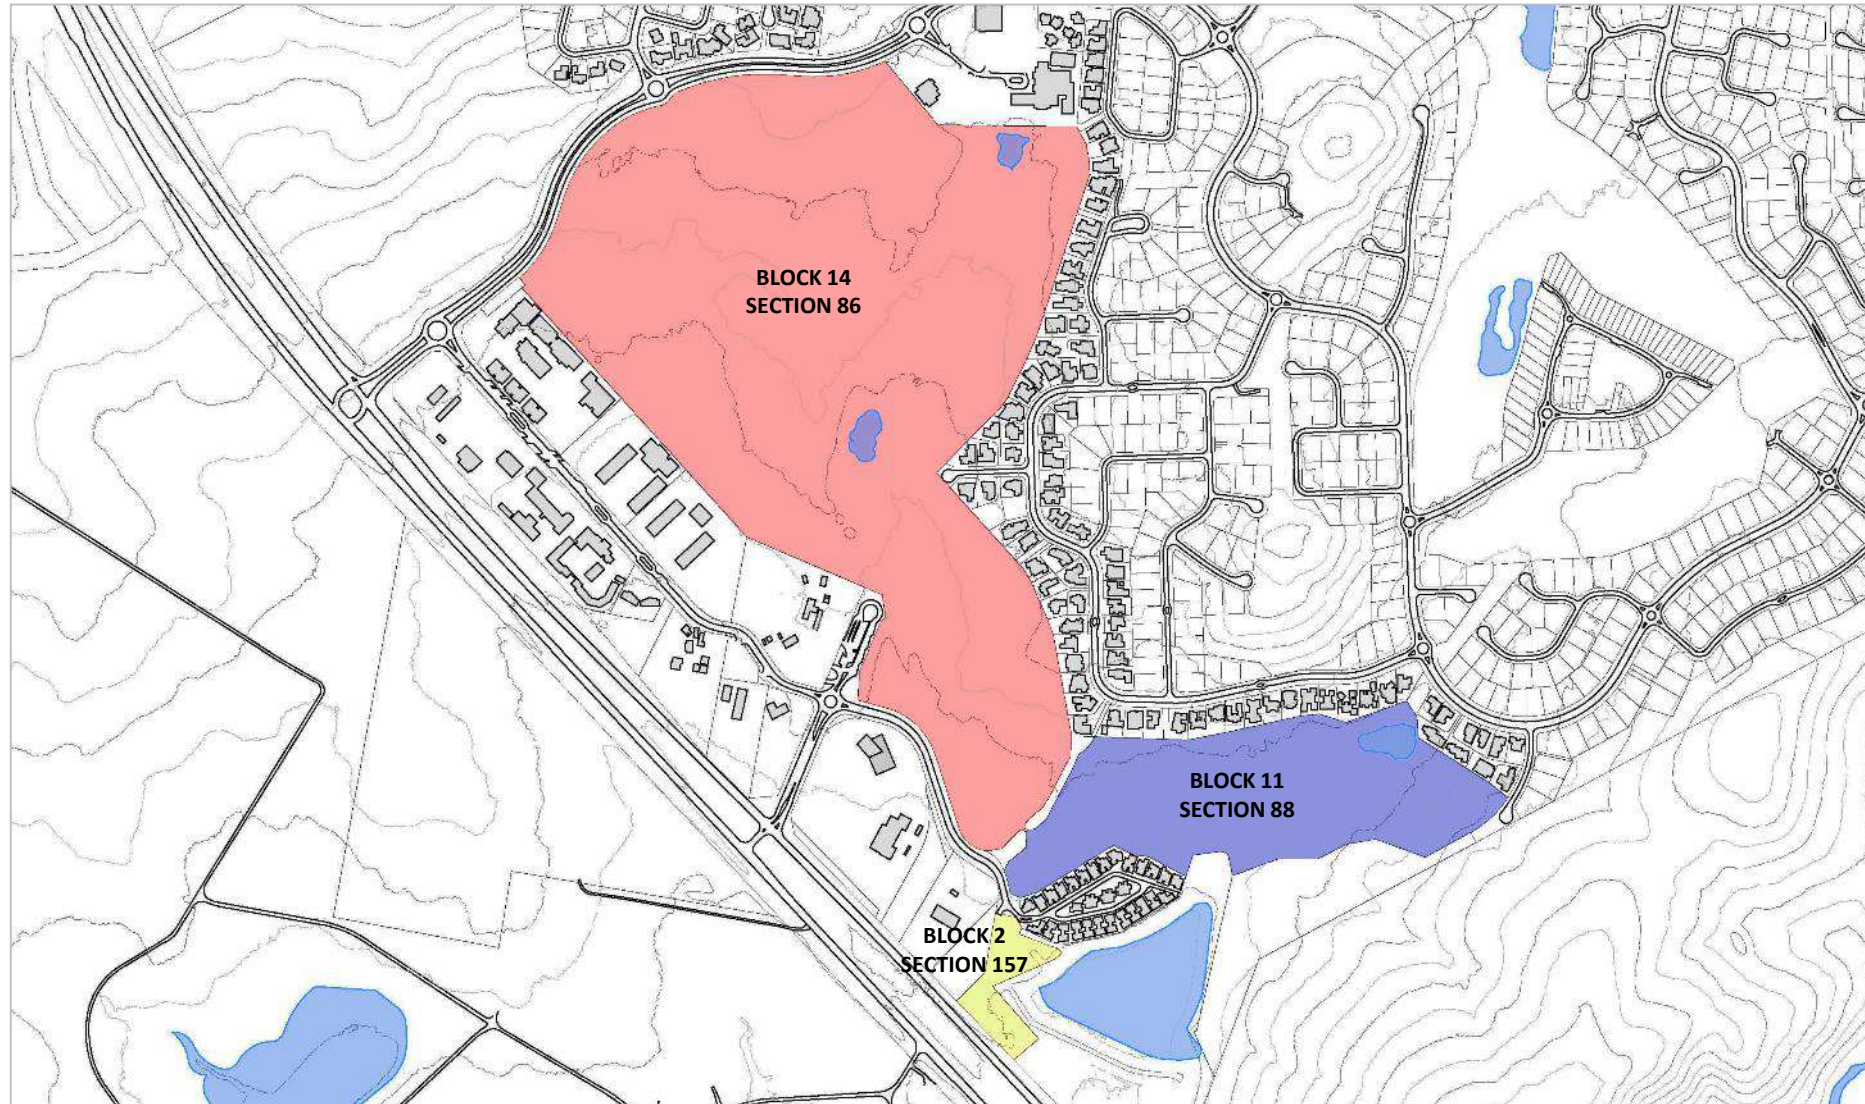 BLOCK 14
SECTION 86
BLOCK 11
SECTION 88
BLOCK 2
SECTION 157